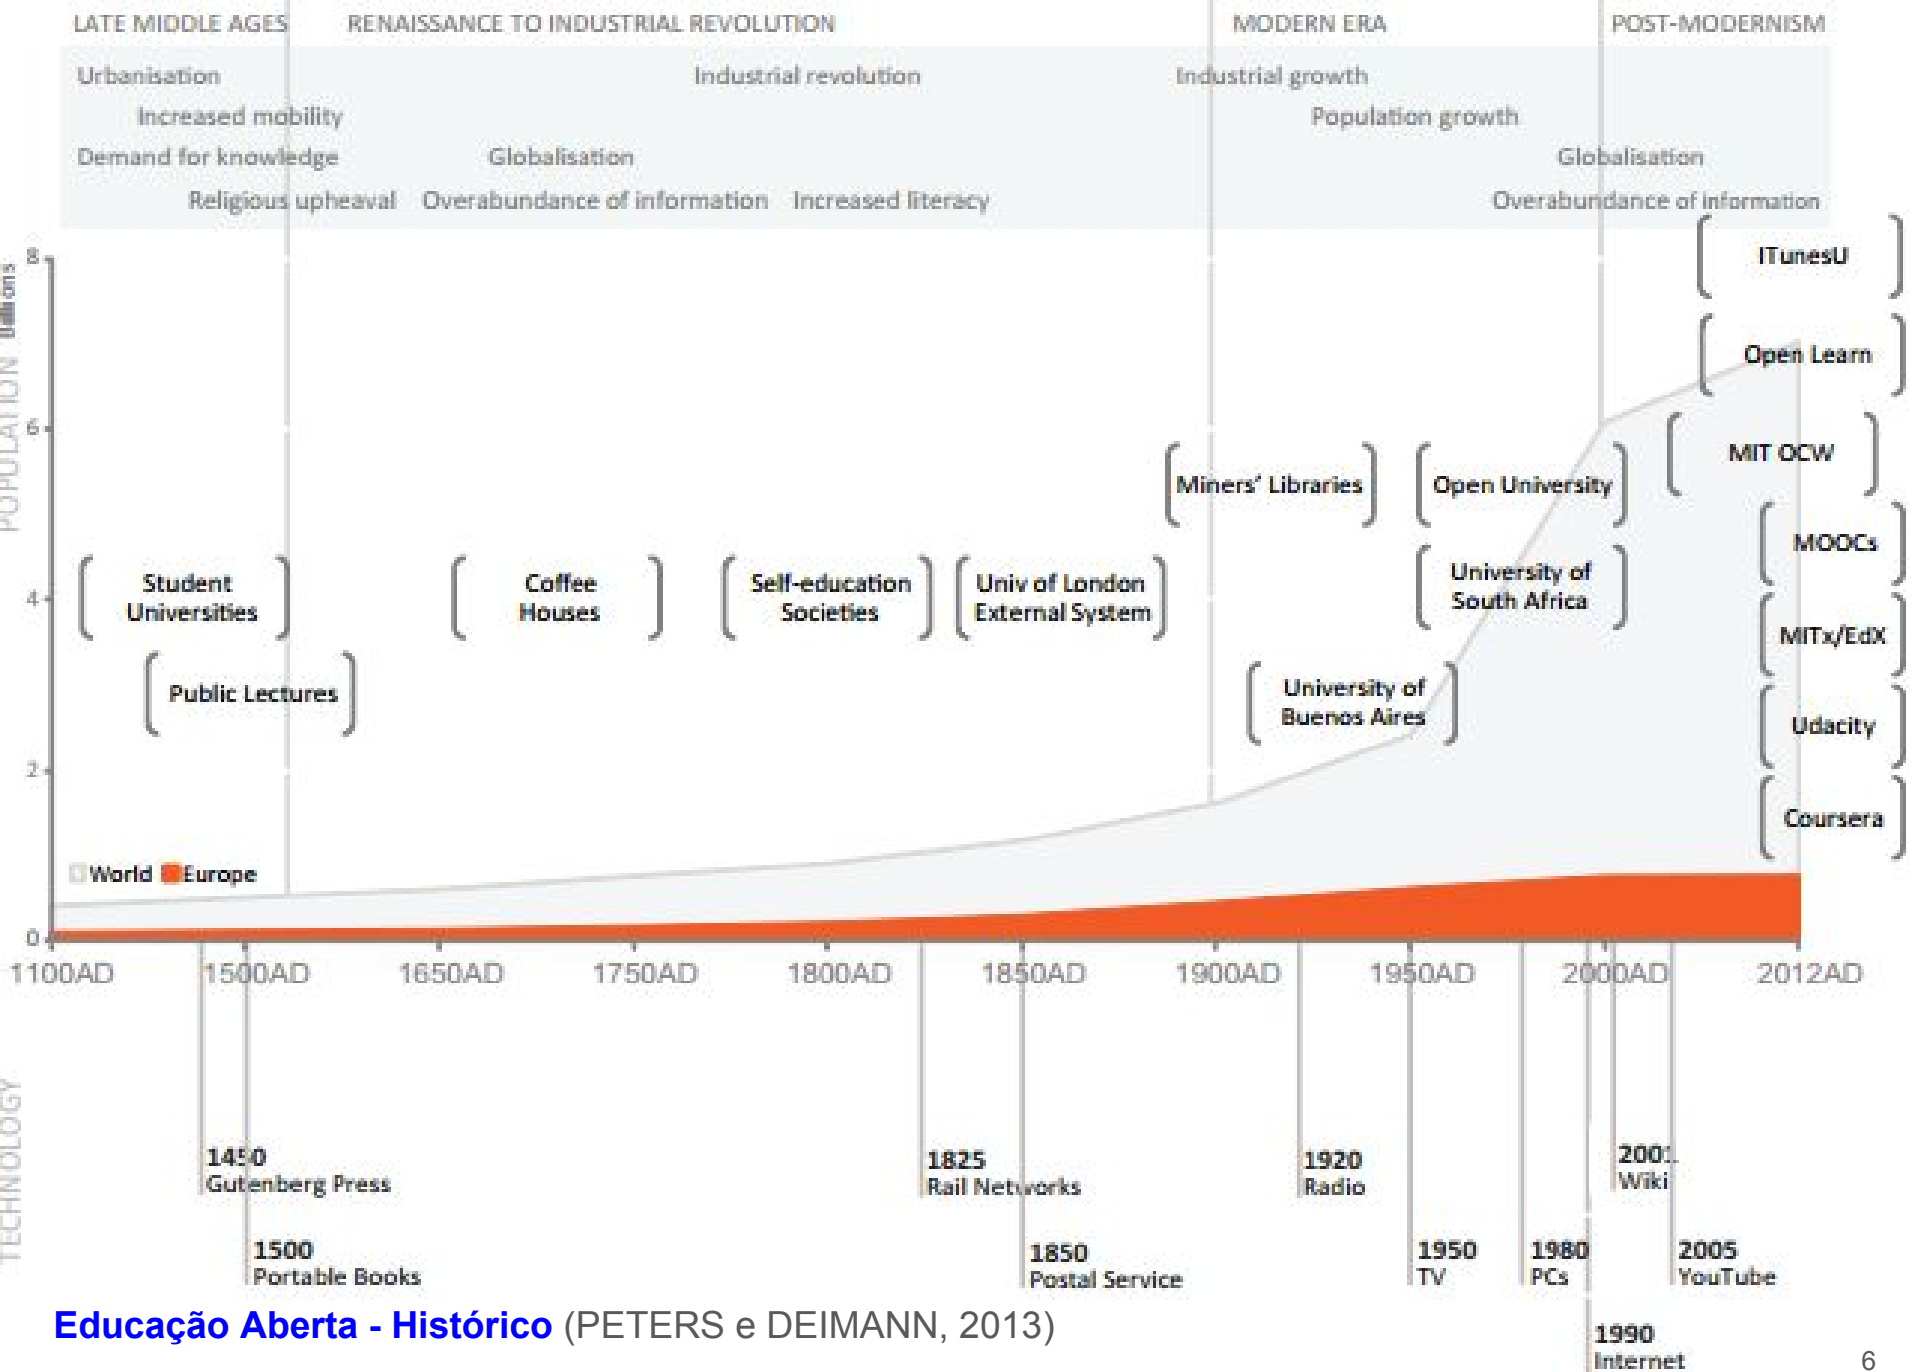 LATE MIDDLE AGES
RENAISSANCE TO INDUSTRIAL REVOLUTION
MODERN ERA
POST-MODERNISM
Urbanisation
Industrial revolution
Industrial growth
Increased mobility
Population growth
Demand for knowledge
Globalisation
Globalisation
Religious upheaval
Overabundance of information
Increased literacy
Overabundance of information
POPULATION
8
6
4
2
0
ITunesU
Open Learn
MIT OCW
Miners' Libraries
Open University
MOOCs
Student
Universities
Coffee
Houses
Self-education
Societies
Univ of London
External System
University of
South Africa
MITx/EdX
Public Lectures
University of
Buenos Aires
Udacity
Coursera
World
Europe
1100AD
1500AD
1650AD
1750AD
1800AD
1850AD
1900AD
1950AD
2000AD
2012AD
TECHNOLOGY
1450
Gutenberg Press
1500
Portable Books
1825
Rail Networks
1850
Postal Service
1920
Radio
1950
TV
1980
PCs
1990
Internet
2001
Wiki
2005
YouTube
Educação Aberta - Histórico (PETERS e DEIMANN, 2013)
6